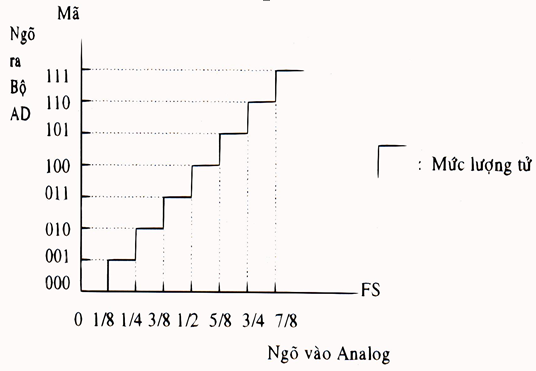 Mã
Ngõ
ra
Bộ
AD
111
110
101
100
011
010
001
000
: Mức lượng tử
FS
0 1/8 1/4 3/8 1/2 5/8 3/4 7/8
Ngõ vào Analog